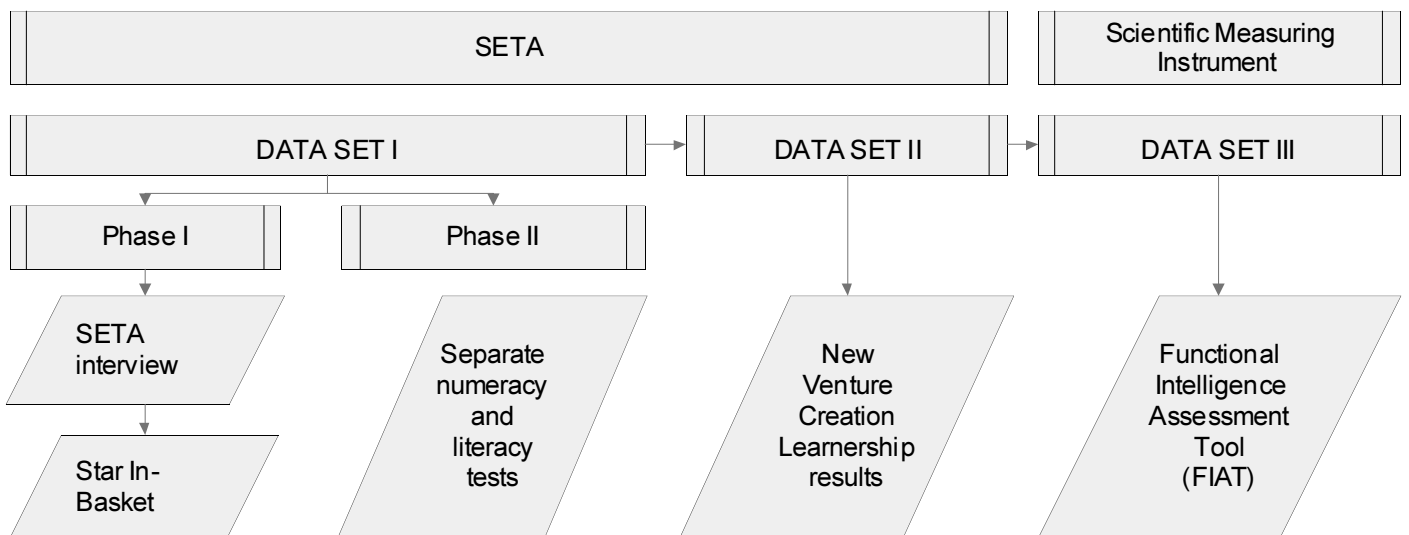 SETA
Scientific Measuring
Instrument
DATA SET I
DATA SET II
DATA SET III
Phase I
Phase II
SETA
interview
Star In-
Basket
Separate
numeracy
and
literacy
tests
New
Venture
Creation
Learnership
results
Functional
Intelligence
Assessment
Tool
(FIAT)